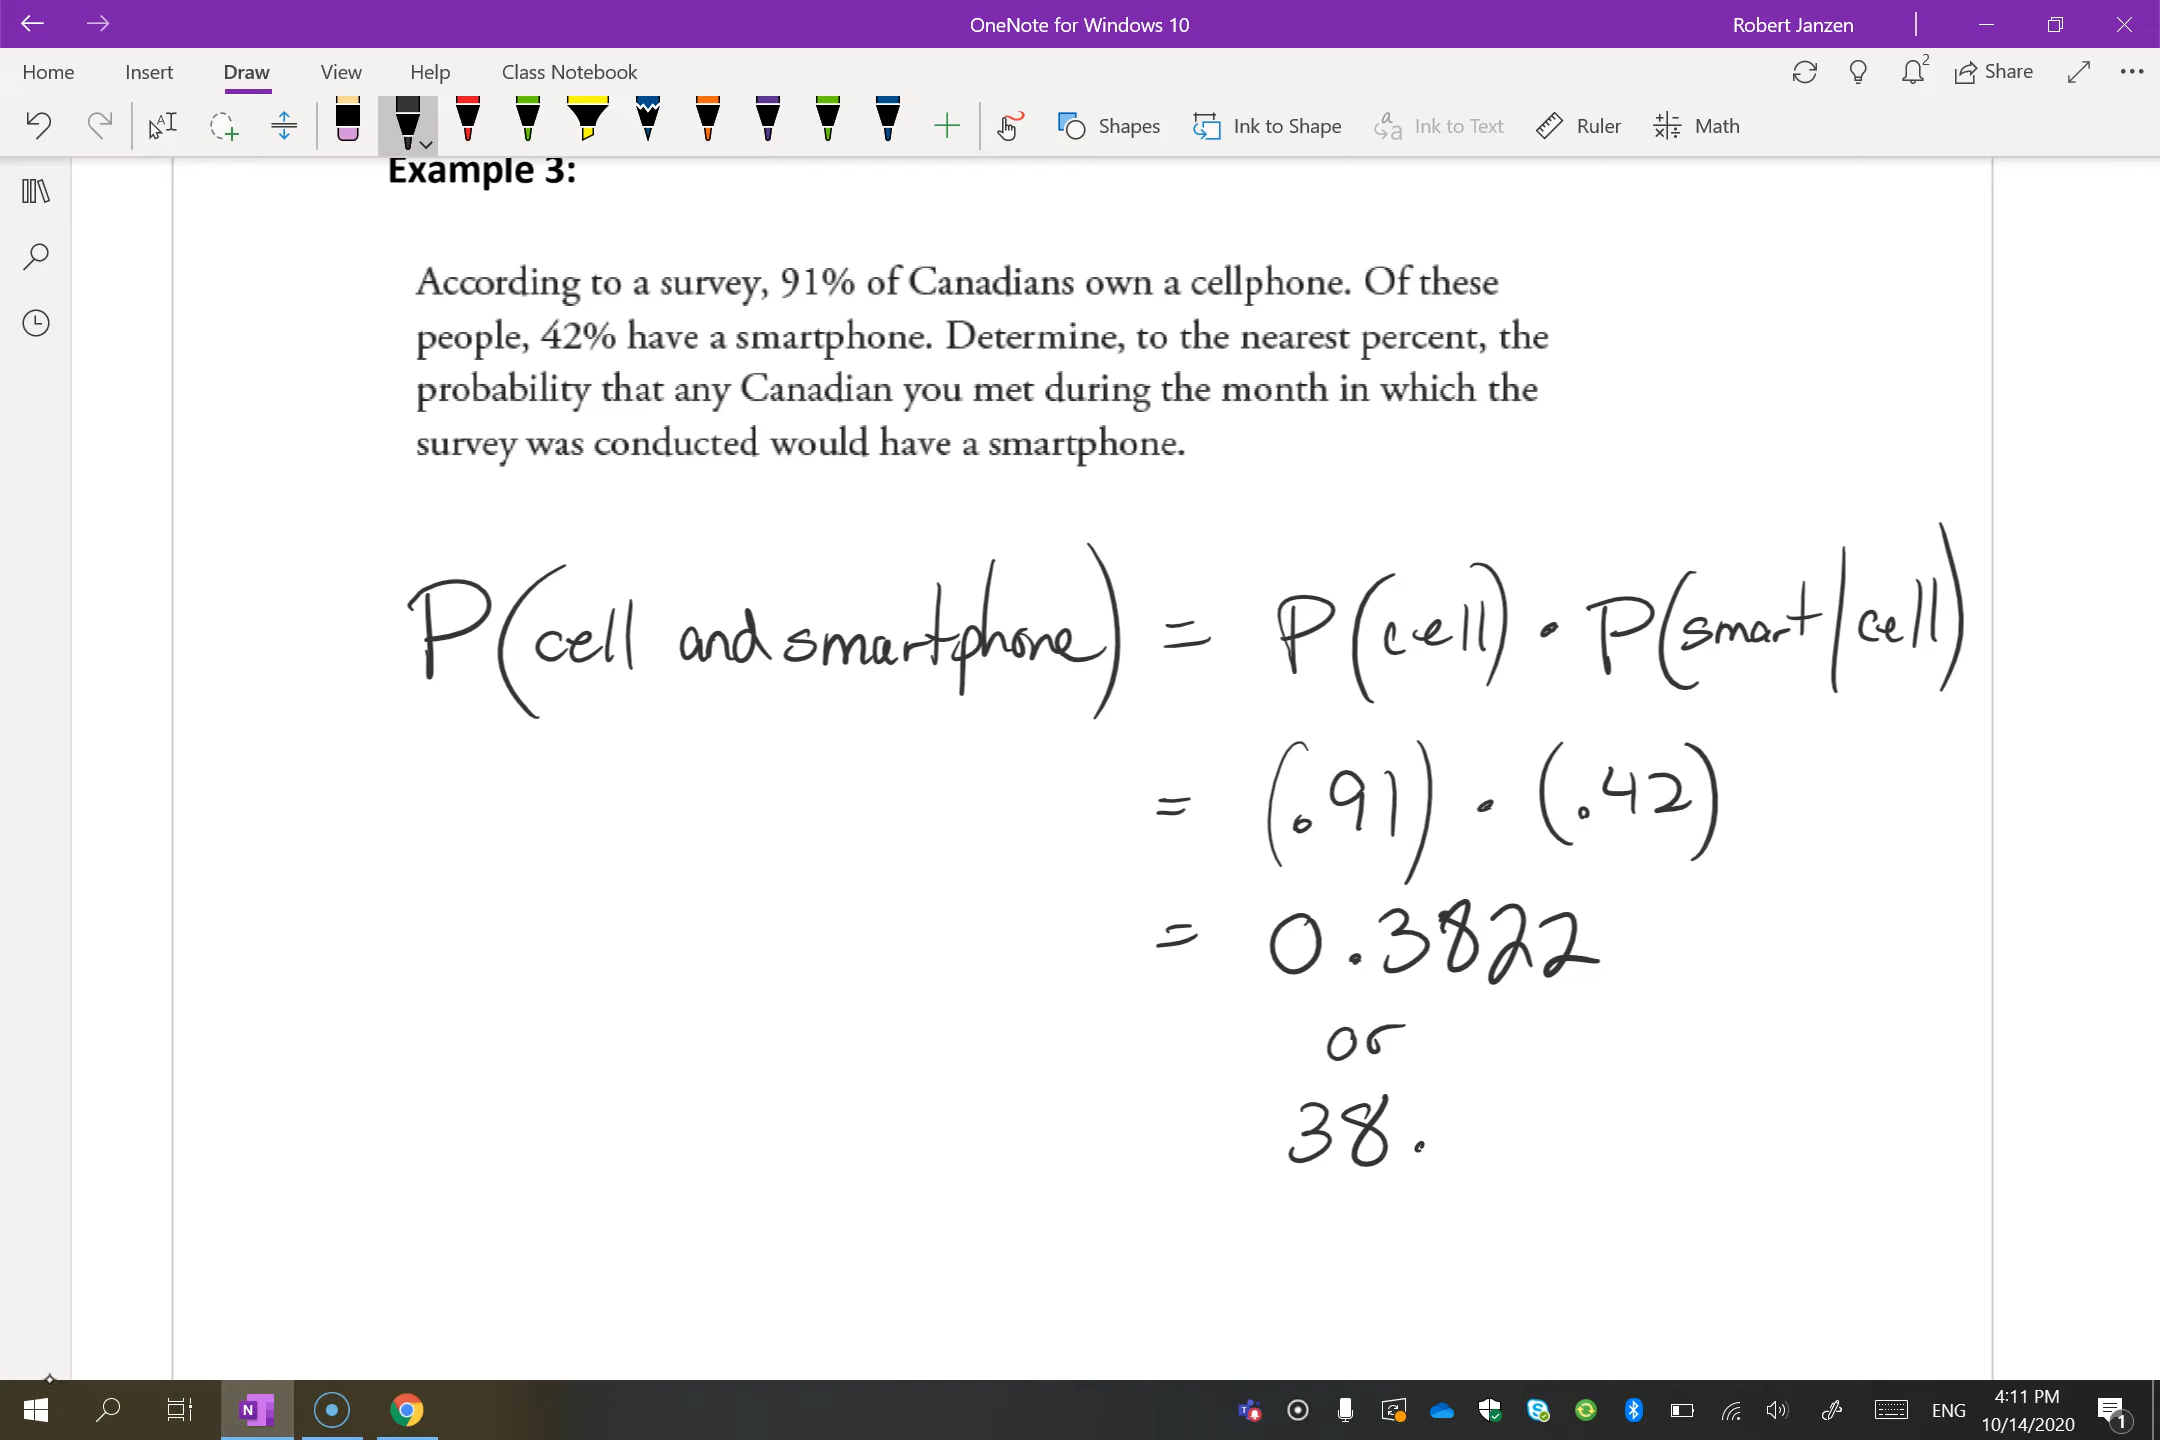 OneNote for Windows 10
Robert Janzen
Home Insert Draw View Help Class Notebook
2
Share
Shapes Ink to Shape Ink to Text Ruler Math
Example 3:
According to a survey, 91% of Canadians own a cellphone. Of these
people, 42% have a smartphone. Determine, to the nearest percent, the
probability that any Canadian you met during the month in which the
survey was conducted would have a smartphone.
P(cell and smartphone) = P(cell) · P(smart|cell)
= (.91) · (.42)
= 0.3822
or
38.
ENG
4:11 PM
10/14/2020
1